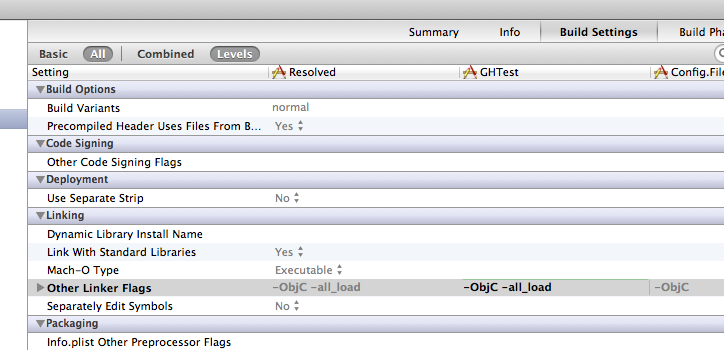 Summary Info Build Settings Build Pha
Basic All Combined Levels
Setting Resolved GHTest Config.File
Build Options
Build Variants normal
Precompiled Header Uses Files From B... Yes
Code Signing
Other Code Signing Flags
Deployment
Use Separate Strip No
Linking
Dynamic Library Install Name
Link With Standard Libraries Yes
Mach-O Type Executable
Other Linker Flags -ObjC -all_load -ObjC -all_load -ObjC
Separately Edit Symbols No
Packaging
Info.plist Other Preprocessor Flags